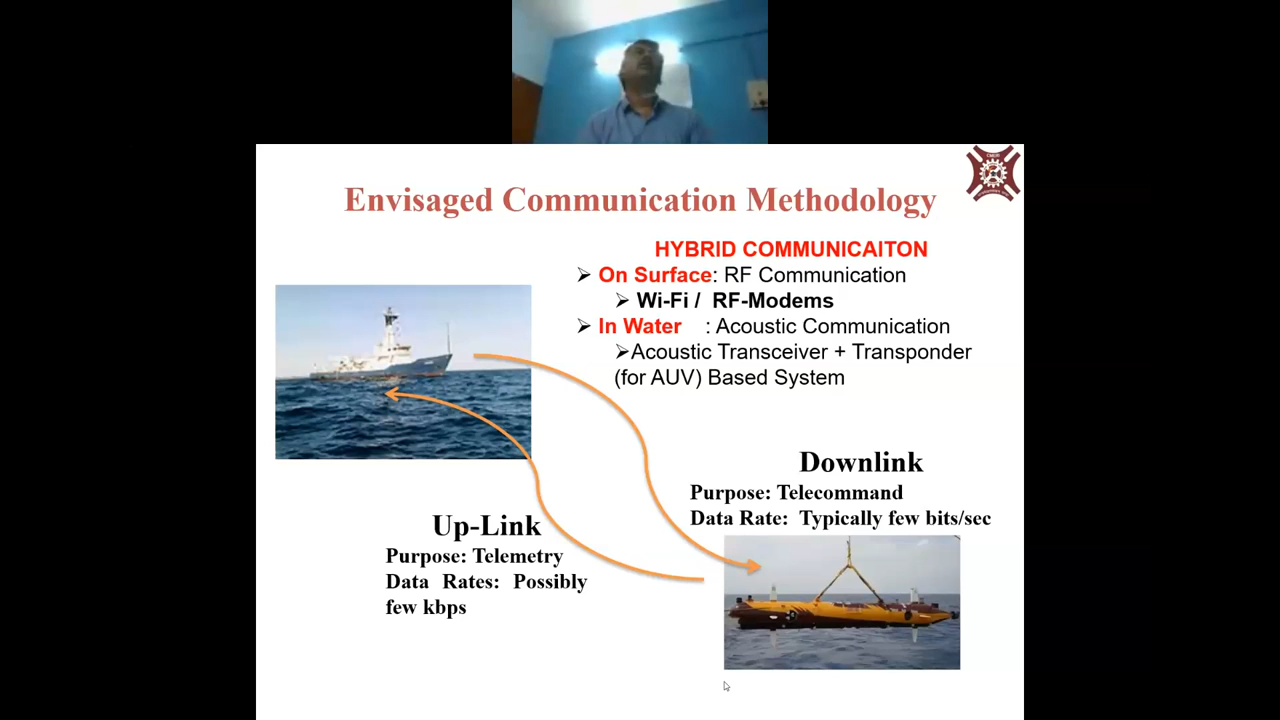 Envisaged Communication Methodology
HYBRID COMMUNICAITON
➢ On Surface: RF Communication
➢ Wi-Fi / RF-Modems
➢ In Water : Acoustic Communication
➢Acoustic Transceiver + Transponder
(for AUV) Based System
Downlink
Purpose: Telecommand
Data Rate: Typically few bits/sec
Up-Link
Purpose: Telemetry
Data Rates: Possibly
few kbps